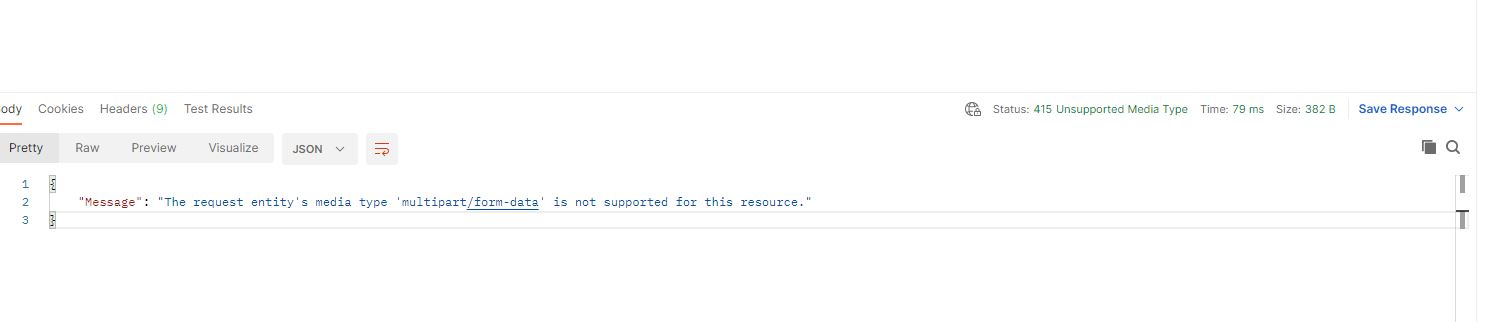 ody Cookies Headers (9) Test Results Status: 415 Unsupported Media Type Time: 79 ms Size: 382 B Save Response
Pretty Raw Preview Visualize JSON
1 {
2 "Message": "The request entity's media type 'multipart/form-data' is not supported for this resource."
3 }